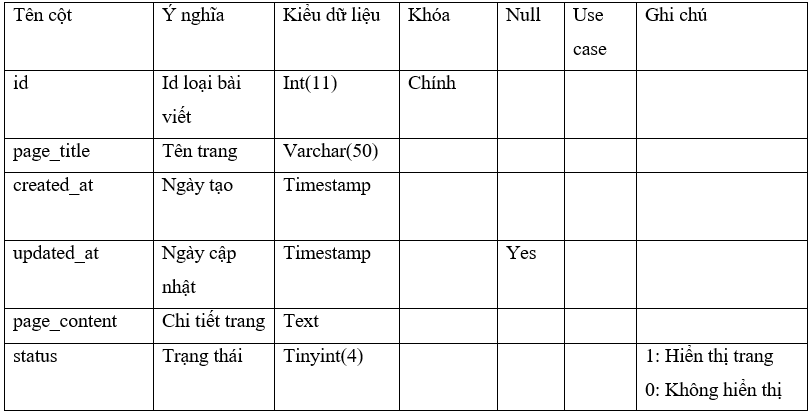 Tên cột Ý nghĩa Kiểu dữ liệu Khóa Null Use Ghi chú
case
id Id loại bài Int(11) Chính
viết
page_title Tên trang Varchar(50)
created_at Ngày tạo Timestamp
updated_at Ngày cập Timestamp Yes
nhật
page_content Chi tiết trang Text
status Trạng thái Tinyint(4) 1: Hiển thị trang
0: Không hiển thị